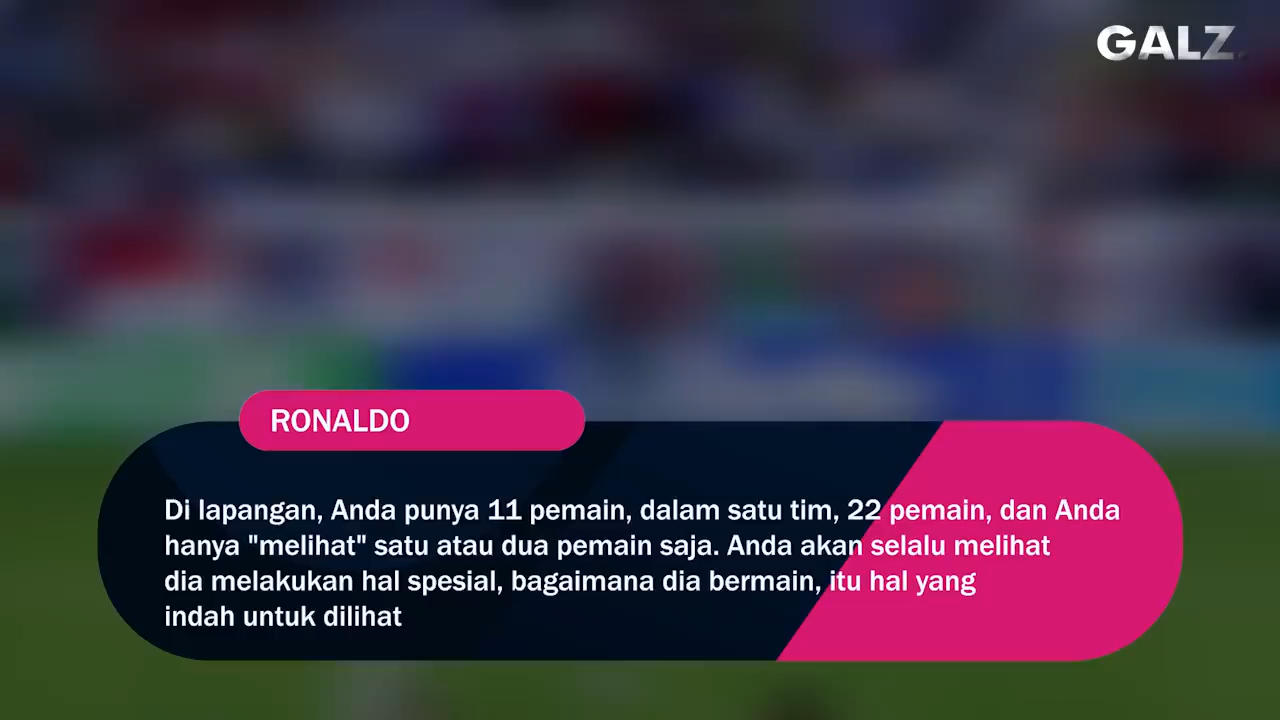 GALZ
RONALDO
Di lapangan, Anda punya 11 pemain, dalam satu tim, 22 pemain, dan Anda
hanya "melihat" satu atau dua pemain saja. Anda akan selalu melihat
dia melakukan hal spesial, bagaimana dia bermain, itu hal yang
indah untuk dilihat